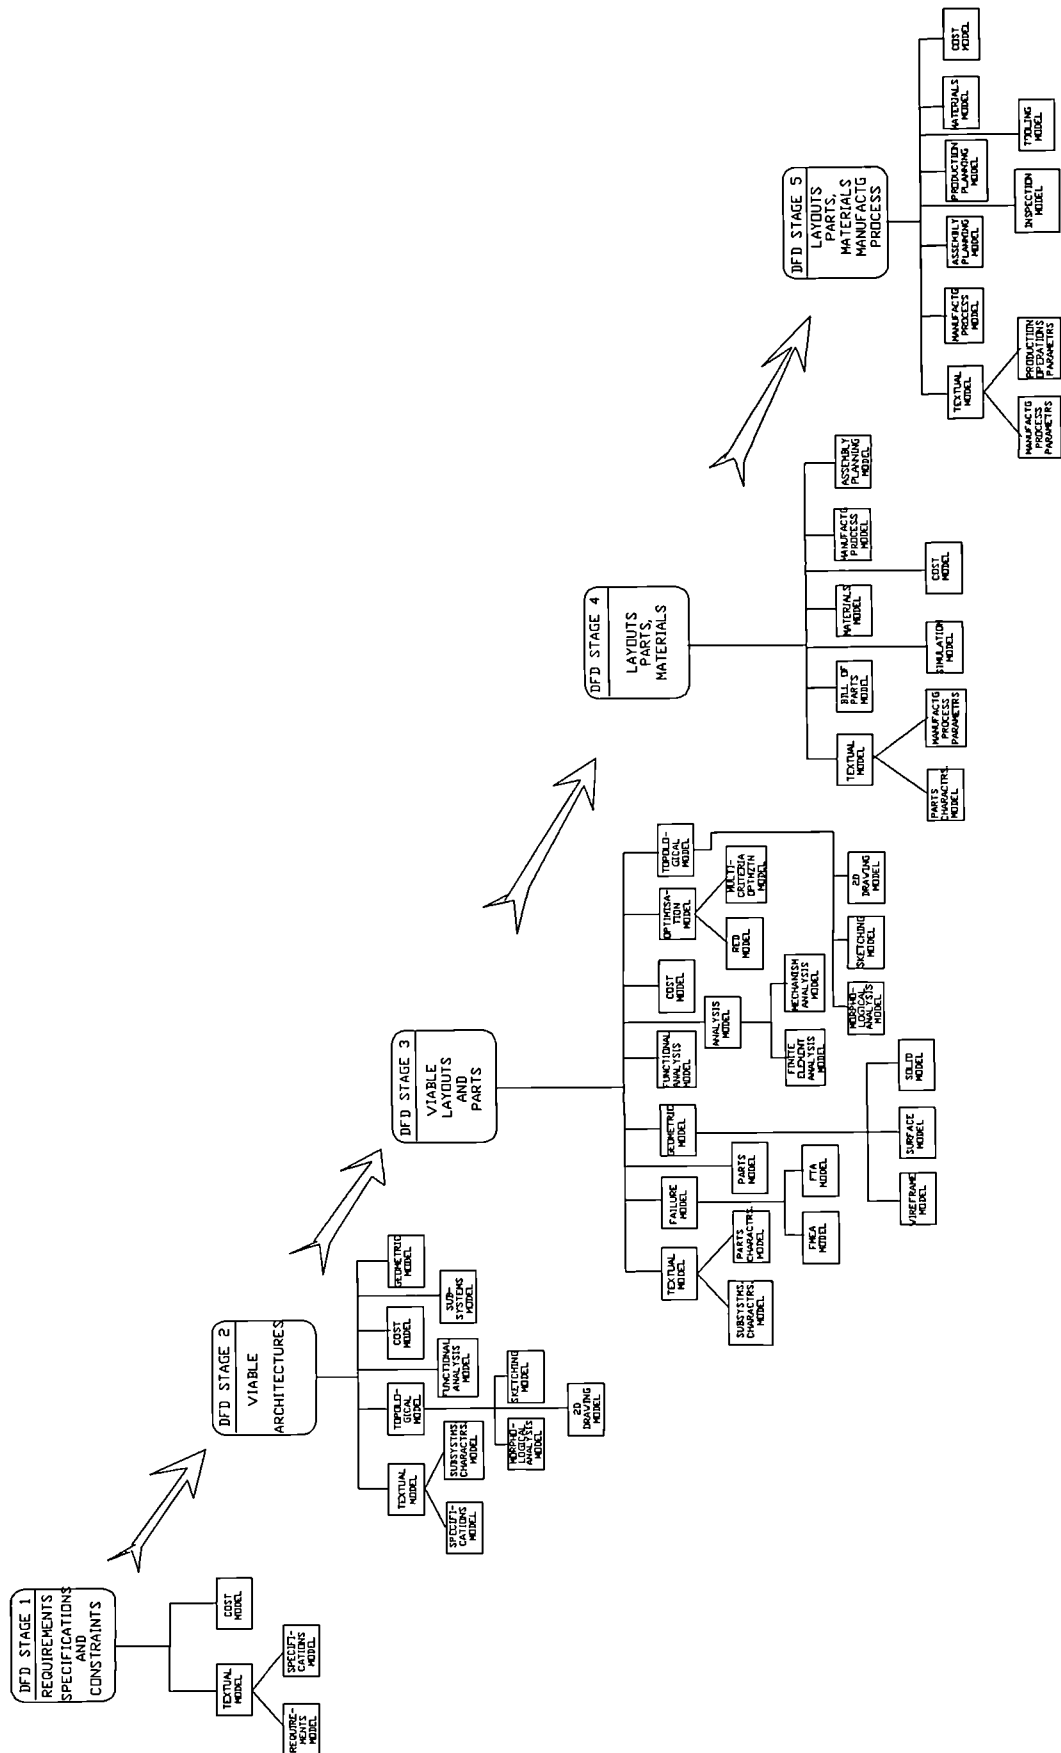 DFD STAGE 1
REQUIREMENTS
SPECIFICATIONS
AND
CONSTRAINTS
TEXTUAL
MODEL
COST
MODEL
REQUIRE-
MENTS
MODEL
SPECIFI-
CATIONS
MODEL
DFD STAGE 2
VIABLE
ARCHITECTURES
TEXTUAL
MODEL
TOPOLO-
GICAL
MODEL
FUNCTIONAL
ANALYSIS
MODEL
COST
MODEL
SUB-
SYSTEMS
MODEL
GEOMETRIC
MODEL
SPECIFI-
CATIONS
MODEL
SUBSYSTMS.
CHARACTRS.
MODEL
MORPHO-
LOGICAL
ANALYSIS
MODEL
SKETCHING
MODEL
2D
DRAWING
MODEL
DFD STAGE 3
VIABLE
LAYOUTS
AND
PARTS
TEXTUAL
MODEL
FAILURE
MODEL
PARTS
MODEL
GEOMETRIC
MODEL
FUNCTIONAL
ANALYSIS
MODEL
ANALYSIS
MODEL
COST
MODEL
OPTIMISA-
TION
MODEL
TOPOLO-
GICAL
MODEL
SUBSYSTMS.
CHARACTRS.
MODEL
PARTS
CHARACTRS.
MODEL
FMEA
MODEL
FTA
MODEL
WIREFRAME
MODEL
SURFACE
MODEL
SOLID
MODEL
FINITE
ELEMENT
ANALYSIS
MODEL
MECHANISM
ANALYSIS
MODEL
RED
MODEL
MULTI-
CRITERIA
OPTMZTN
MODEL
MORPHO-
LOGICAL
ANALYSIS
MODEL
SKETCHING
MODEL
2D
DRAWING
MODEL
DFD STAGE 4
LAYOUTS
PARTS,
MATERIALS
TEXTUAL
MODEL
BILL OF
PARTS
MODEL
SIMULATION
MODEL
MATERIALS
MODEL
COST
MODEL
MANUFACTG
PROCESS
MODEL
ASSEMBLY
PLANNING
MODEL
PARTS
CHARACTRS.
MODEL
MANUFACTG
PROCESS
PARAMETRS
DFD STAGE 5
LAYOUTS
PARTS,
MATERIALS
MANUFACTG
PROCESS
TEXTUAL
MODEL
MANUFACTG
PROCESS
MODEL
ASSEMBLY
PLANNING
MODEL
INSPECTION
MODEL
PRODUCTION
PLANNING
MODEL
TOOLING
MODEL
MATERIALS
MODEL
COST
MODEL
MANUFACTG
PROCESS
PARAMETRS
PRODUCTION
OPERATIONS
PARAMETRS